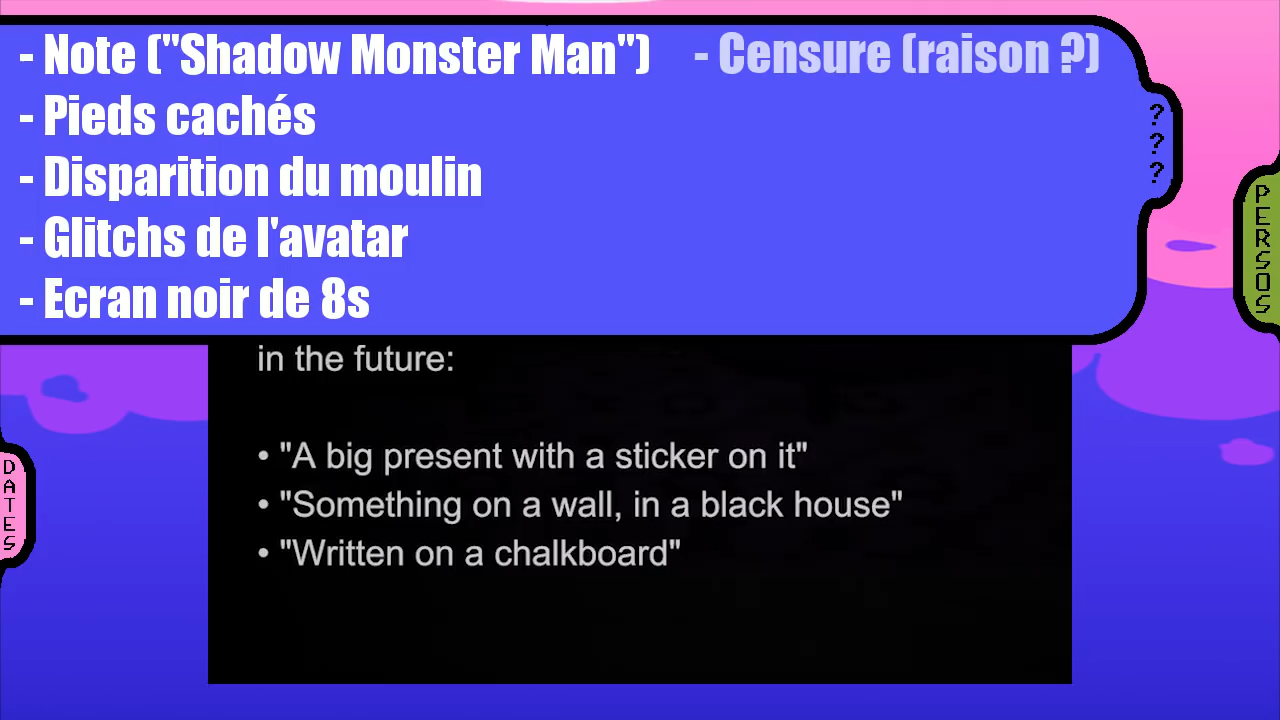 - Note ("Shadow Monster Man")
- Censure (raison ?)
- Pieds cachés
- Disparition du moulin
- Glitchs de l'avatar
- Ecran noir de 8s
???
PERSOS
DATES
in the future:
• "A big present with a sticker on it"
• "Something on a wall, in a black house"
• "Written on a chalkboard"